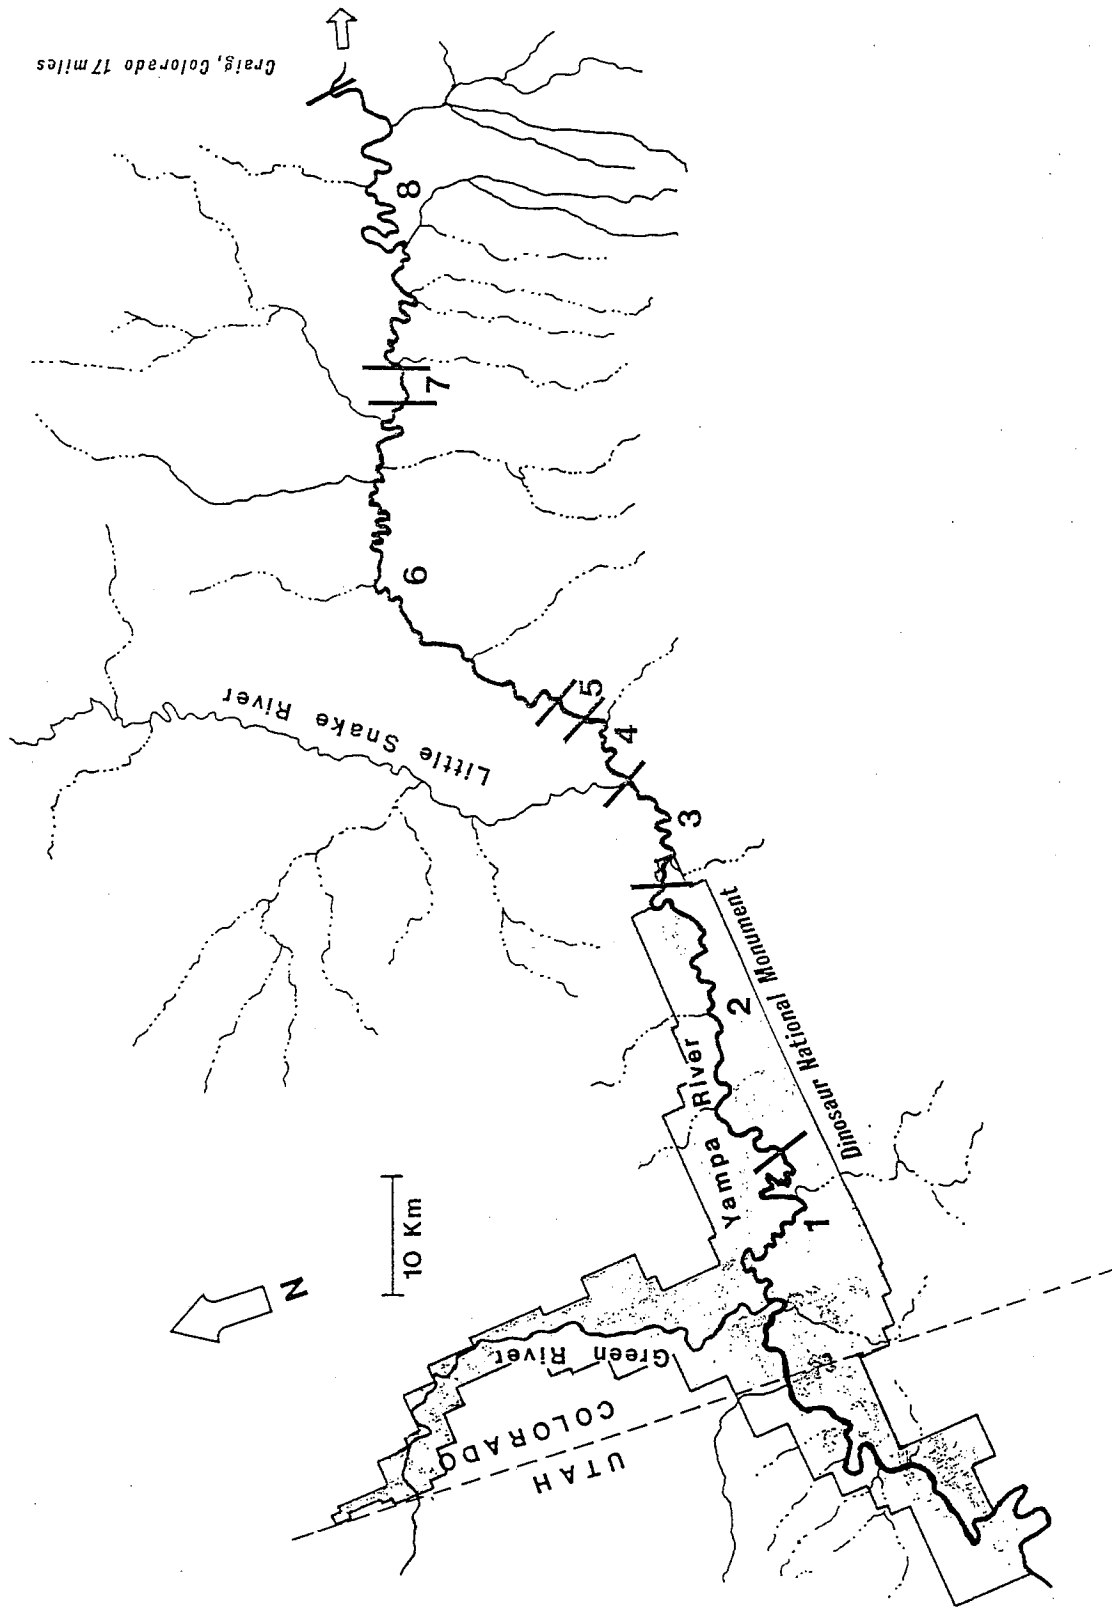 Craig, Colorado 17 miles
8
7
6
Little Snake River
5
4
3
2
Yampa River
Dinosaur National Monument
1
10 Km
N
Green River
COLORADO
UTAH